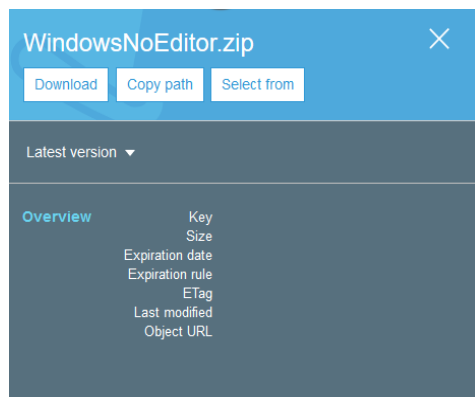 WindowsNoEditor.zip
Download Copy path Select from
Latest version
Overview Key
Size
Expiration date
Expiration rule
ETag
Last modified
Object URL